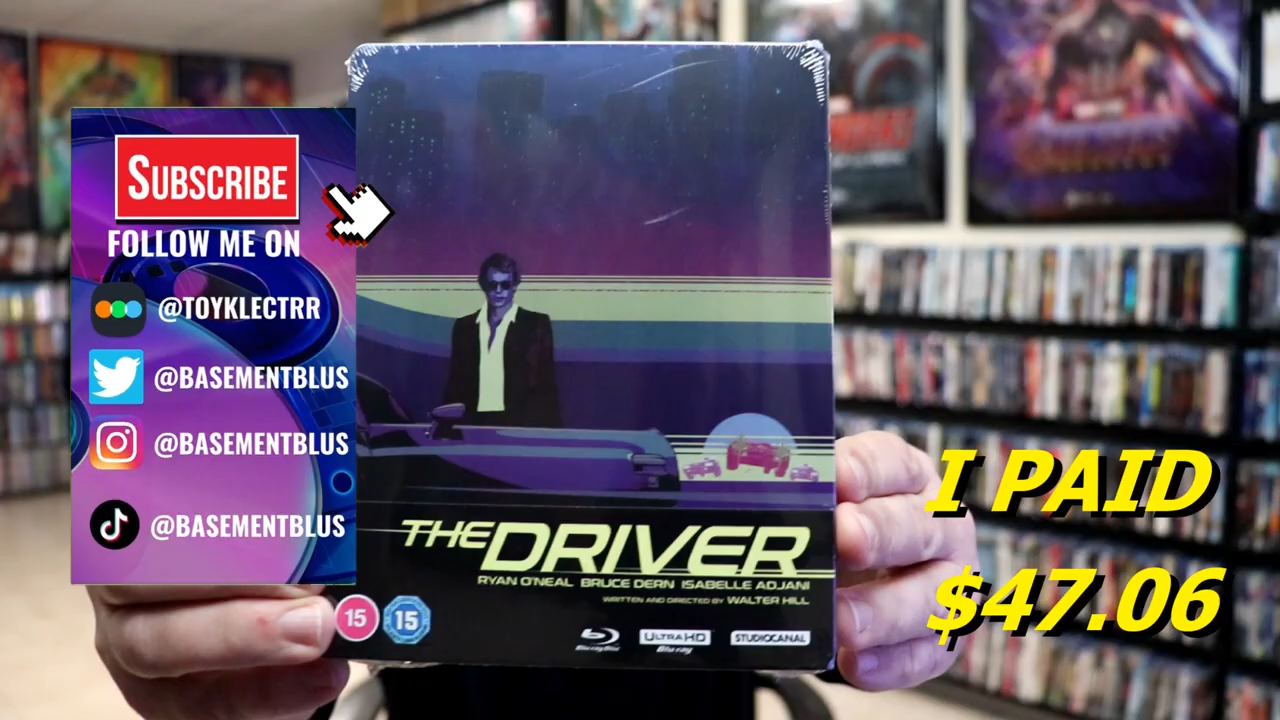 SUBSCRIBE
FOLLOW ME ON
@TOYKLECTRR
@BASEMENTBLUS
@BASEMENTBLUS
@BASEMENTBLUS
THE DRIVER
RYAN O'NEAL BRUCE DERN ISABELLE ADJANI
WRITTEN AND DIRECTED BY WALTER HILL
15
15
Blu-ray Disc
ULTRA HD
Blu-ray
STUDIOCANAL
I PAID
$47.06